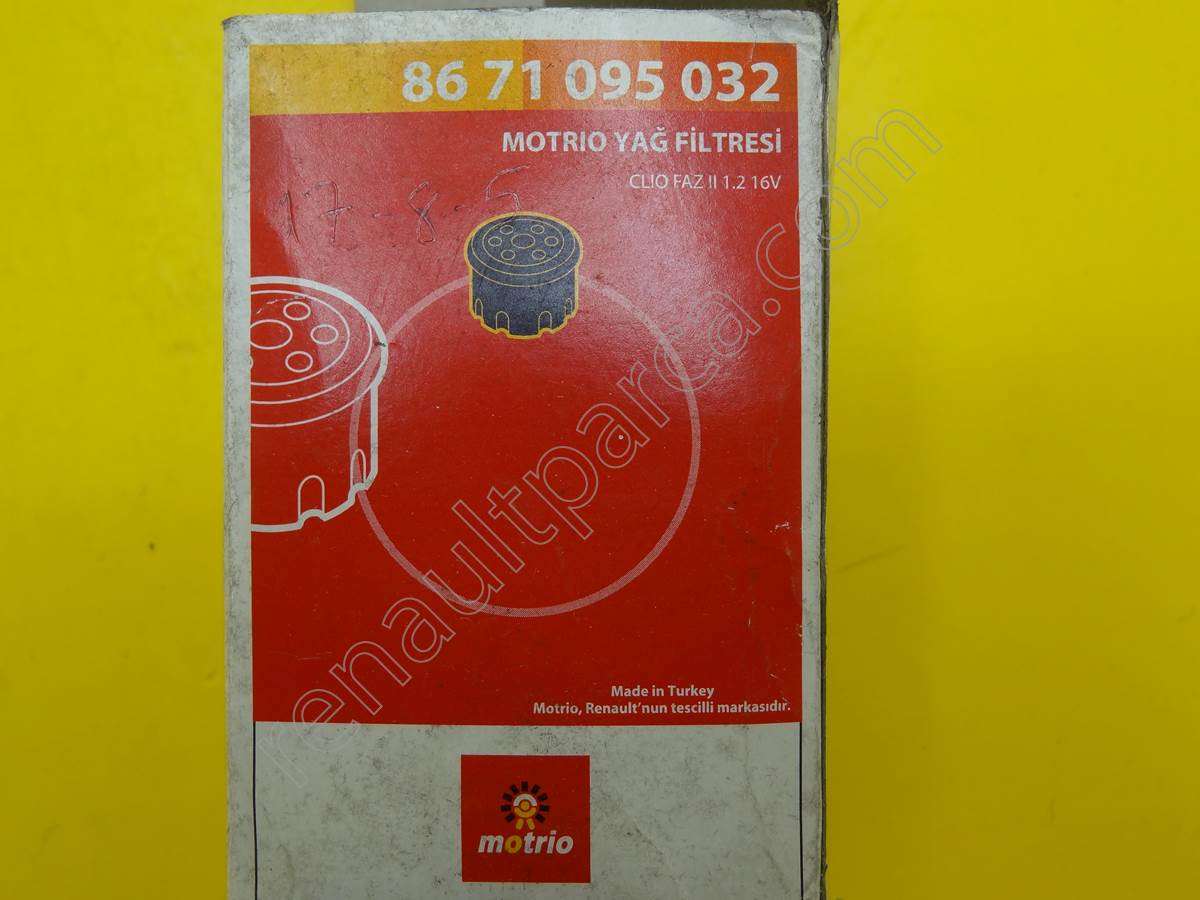 86 71 095 032
MOTRIO YAĞ FİLTRESİ
CLIO FAZ II 1.2 16V
17-8-5
Made in Turkey
Motrio, Renault'nun tescilli markasıdır.
motrio
renaultparca.com